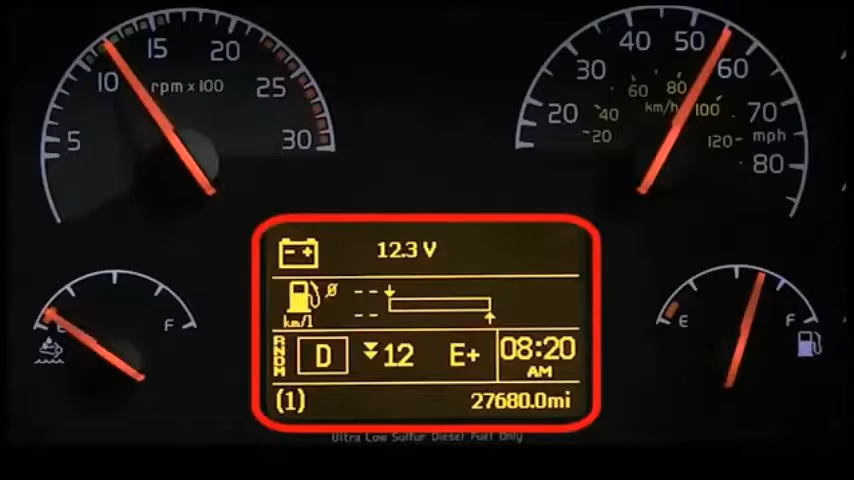 5
10
15
20
25
30
rpm x100
20
30
40
50
60
70
80
mph
20
40
60
80
100
120
km/h
12.3 V
km/l
-- 
--
RNDM
D
12
E+
08:20
AM
(1)
27680.0mi
E
F
E
F
Ultra Low Sulfur Diesel Fuel Only